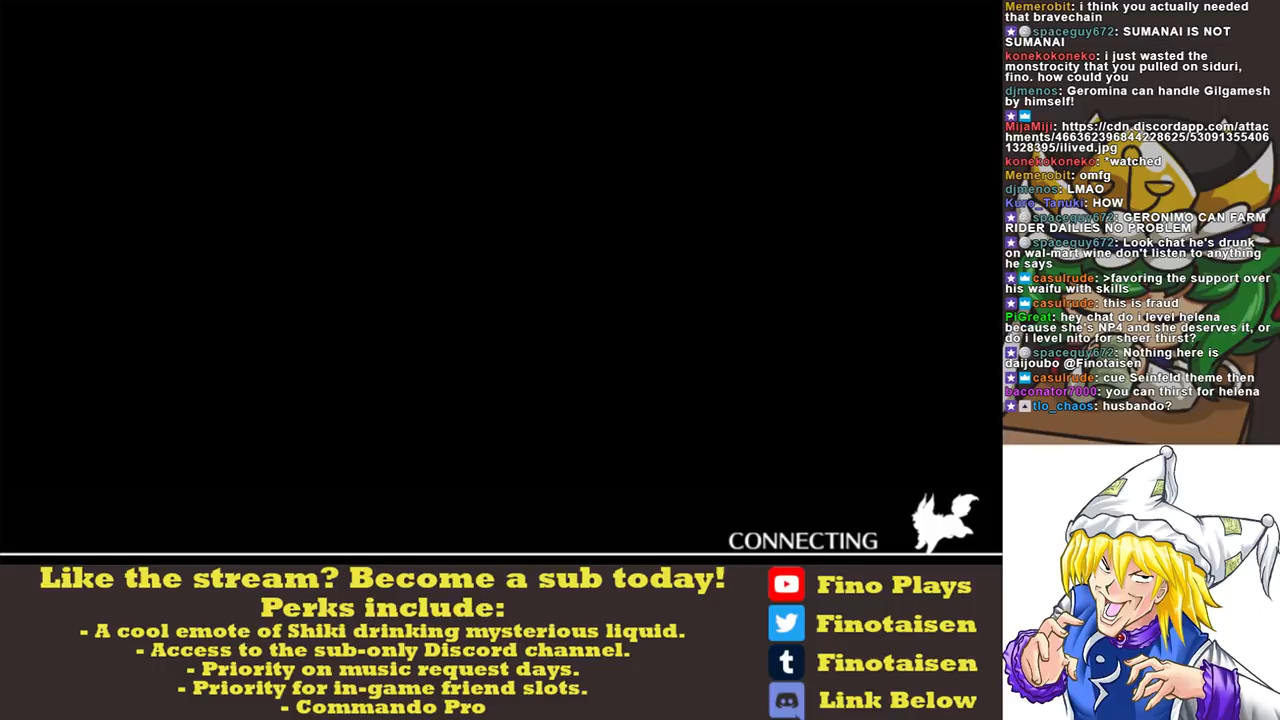 Memerobit: i think you actually needed
that bravechain
spaceguy672: SUMANAI IS NOT
SUMANAI
konekokoneko: i just wasted the
monstrocity that you pulled on siduri,
fino. how could you
djmenos: Geromina can handle Gilgamesh
by himself!
MijaMiji: https://cdn.discordapp.com/attac
hments/466362396844228625/53091355406
1328395/ilived.jpg
konekokoneko: *watched
Memerobit: omfg
djmenos: LMAO
Kuro_Tanuki: HOW
spaceguy672: GERONIMO CAN FARM
RIDER DAILIES NO PROBLEM
spaceguy672: Look chat he's drunk
on wal-mart wine don't listen to anything
he says
casulrude: >favoring the support over
his waifu with skills
casulrude: this is fraud
PiGreat: hey chat do i level helena
because she's NP4 and she deserves it, or
do i level nito for sheer thirst?
spaceguy672: Nothing here is
daijoubo @Finotaisen
casulrude: cue Seinfeld theme then
baconator7000: you can thirst for helena
tlo_chaos: husbando?
CONNECTING
Like the stream? Become a sub today!
Perks include:
- A cool emote of Shiki drinking mysterious liquid.
- Access to the sub-only Discord channel.
- Priority on music request days.
- Priority for in-game friend slots.
- Commando Pro
Fino Plays
Finotaisen
Finotaisen
Link Below